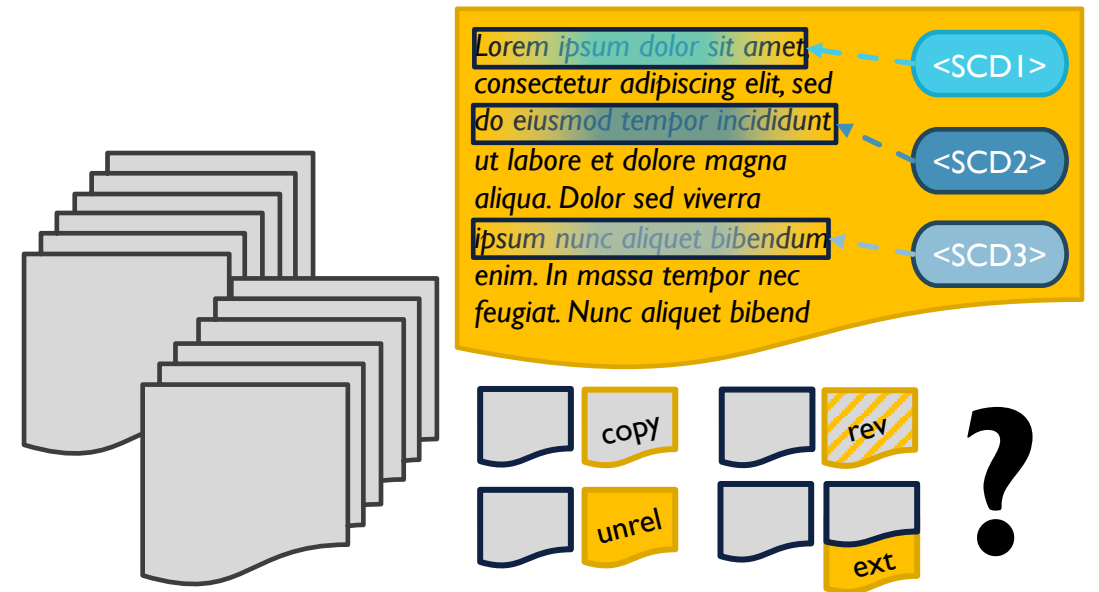 Lorem ipsum dolor sit amet,
consectetur adipiscing elit, sed
do eiusmod tempor incididunt
ut labore et dolore magna
aliqua. Dolor sed viverra
ipsum nunc aliquet bibendum
enim. In massa tempor nec
feugiat. Nunc aliquet bibend
<SCD1>
<SCD2>
<SCD3>
copy
rev
unrel
ext
?